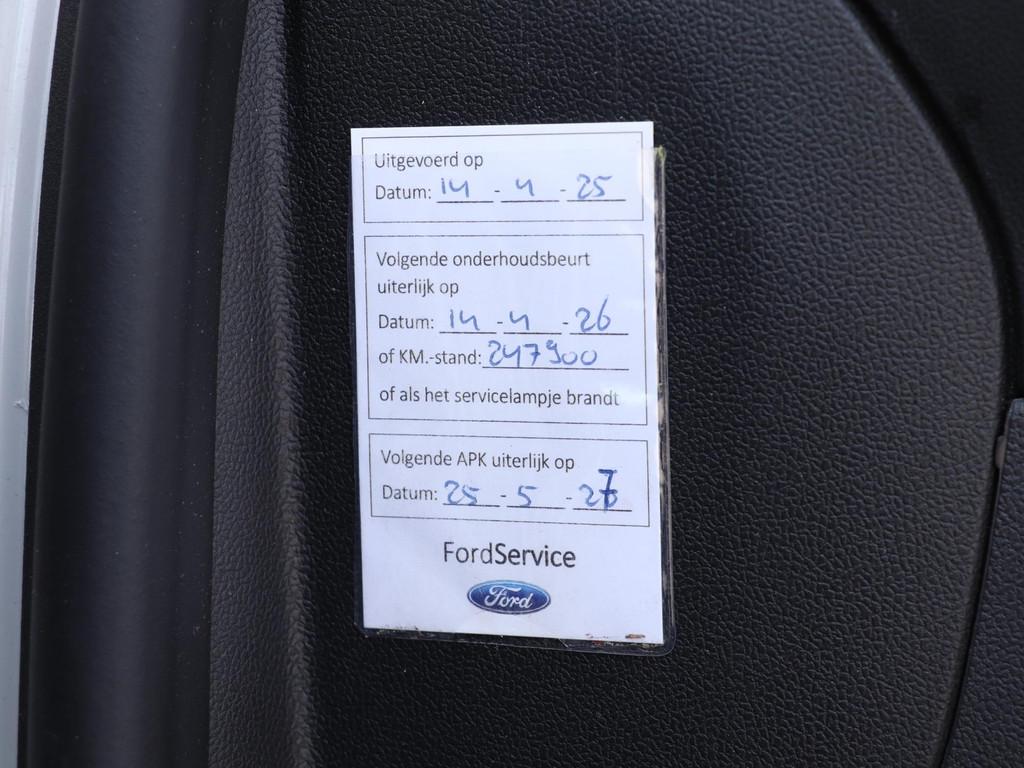 Uitgevoerd op
Datum: 14 - 4 - 25
Volgende onderhoudsbeurt
uiterlijk op
Datum: 14 - 4 - 26
of KM.-stand: 247900
of als het servicelampje brandt
Volgende APK uiterlijk op
Datum: 25 - 5 - 27
FordService
Ford